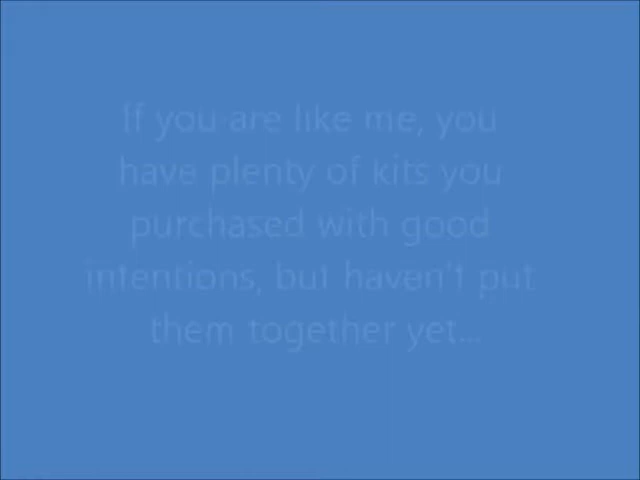 If you are like me, you
have plenty of kits you
purchased with good
intentions, but haven't put
them together yet...